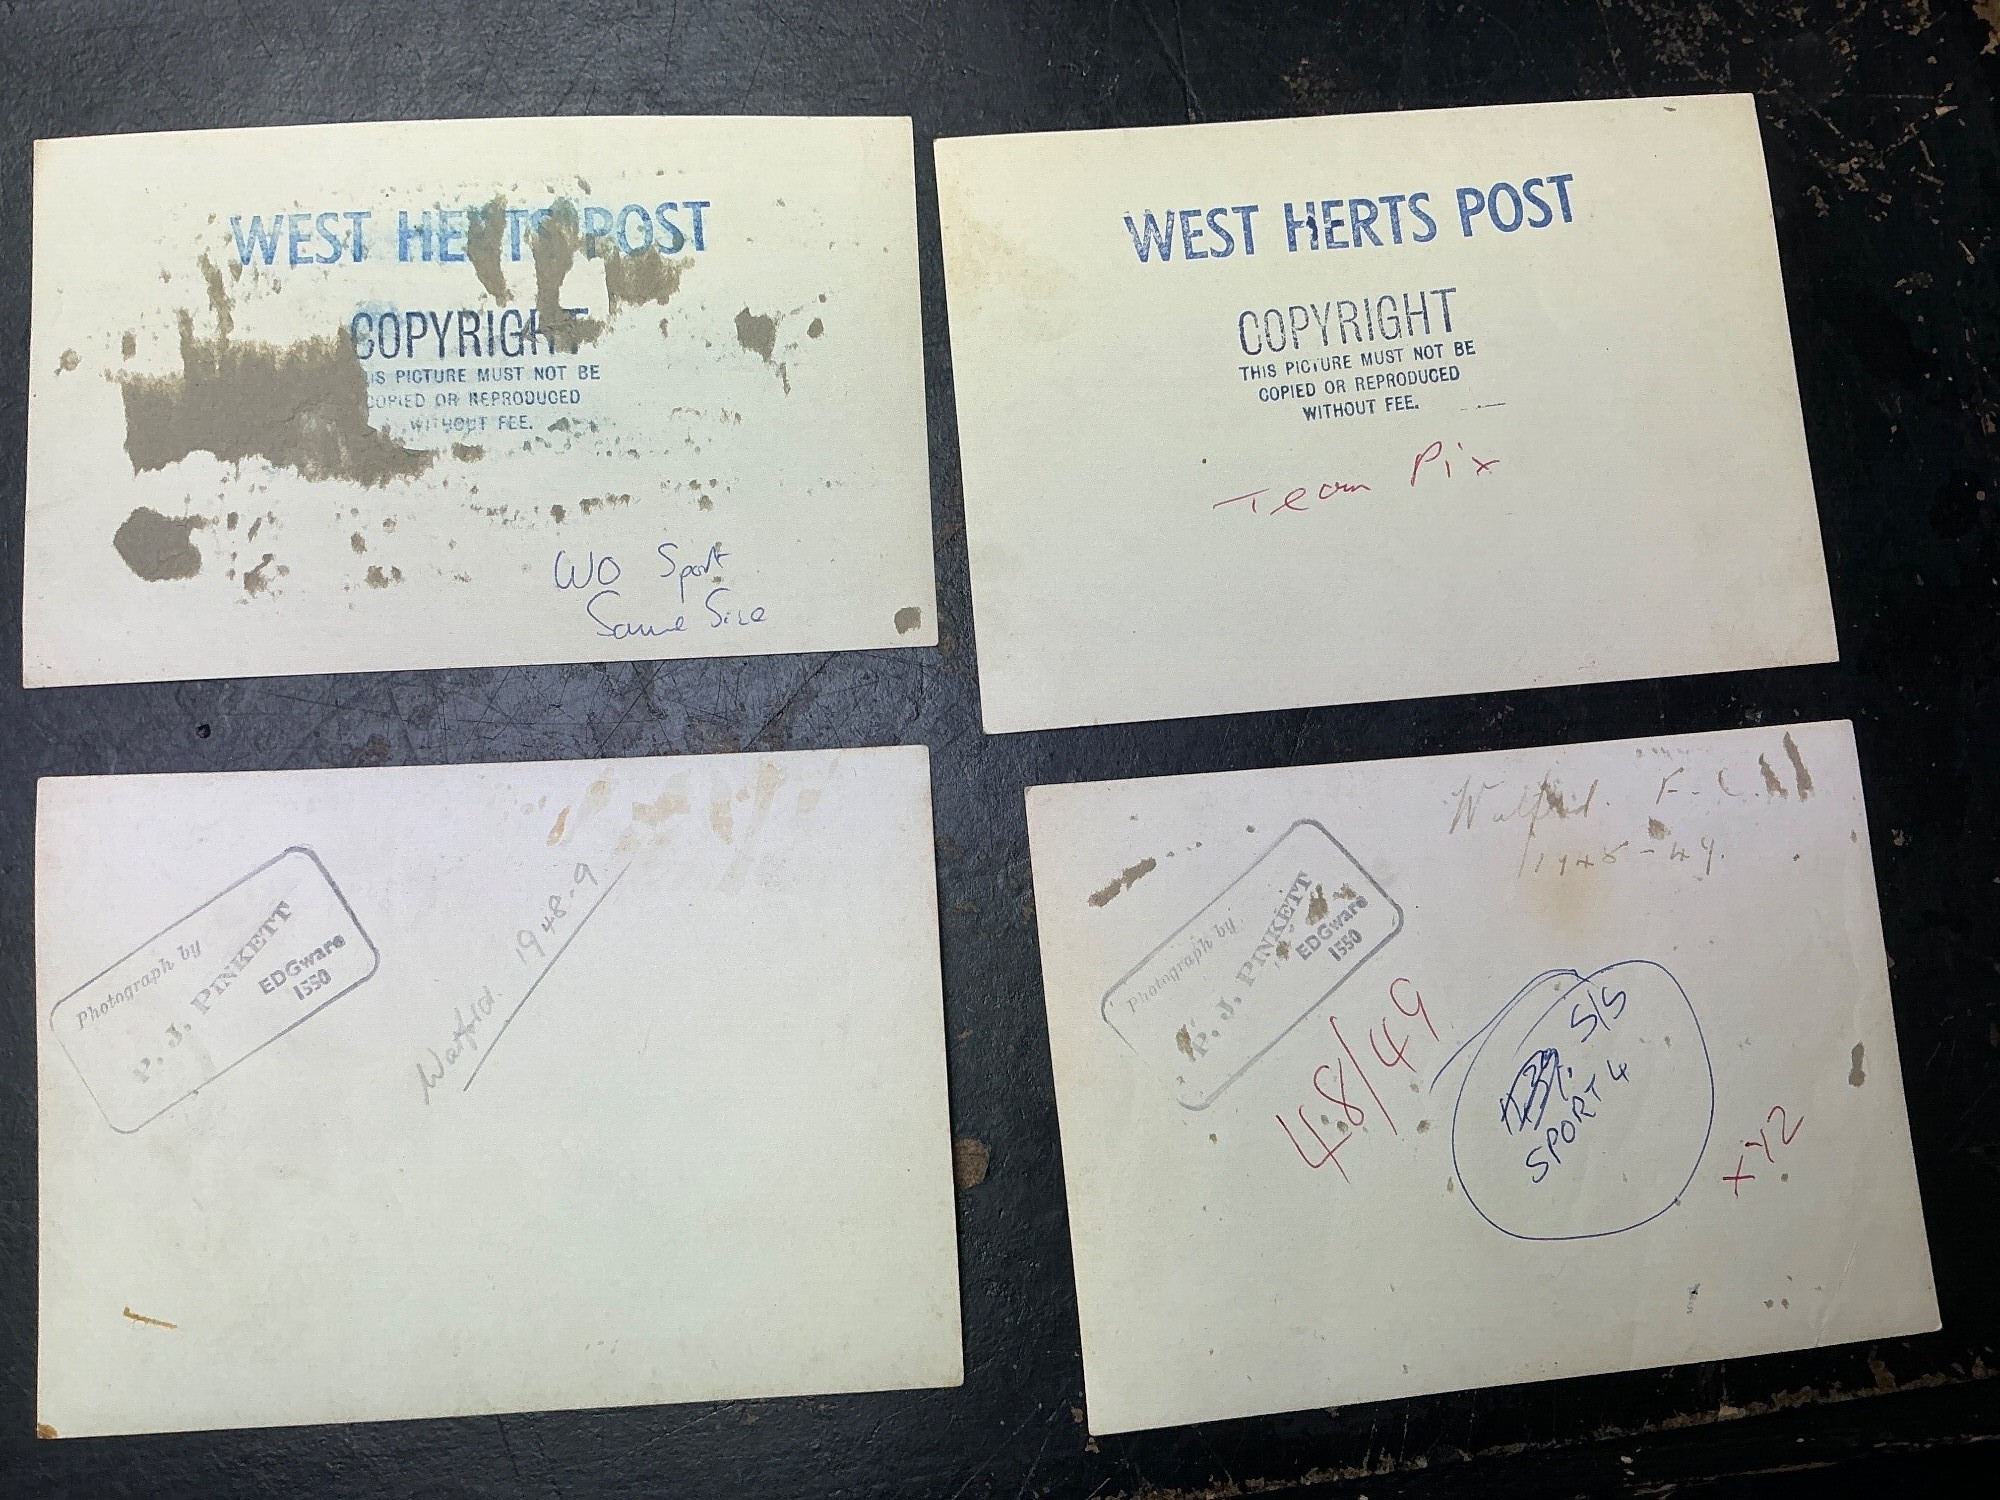 WEST HERTS POST
COPYRIGHT
IS PICTURE MUST NOT BE
COPIED OR REPRODUCED
WITHOUT FEE.
WO Sport
Same Size
WEST HERTS POST
COPYRIGHT
THIS PICTURE MUST NOT BE
COPIED OR REPRODUCED
WITHOUT FEE.
Team Pix
Photograph by
P. J. PINKETT
EDGware
1550
Watford. 1948-9.
Watford. F.C.
1948-49.
Photograph by
P. J. PINKETT
EDGware
1550
48/49
S/S
SPORT 4
XYZ